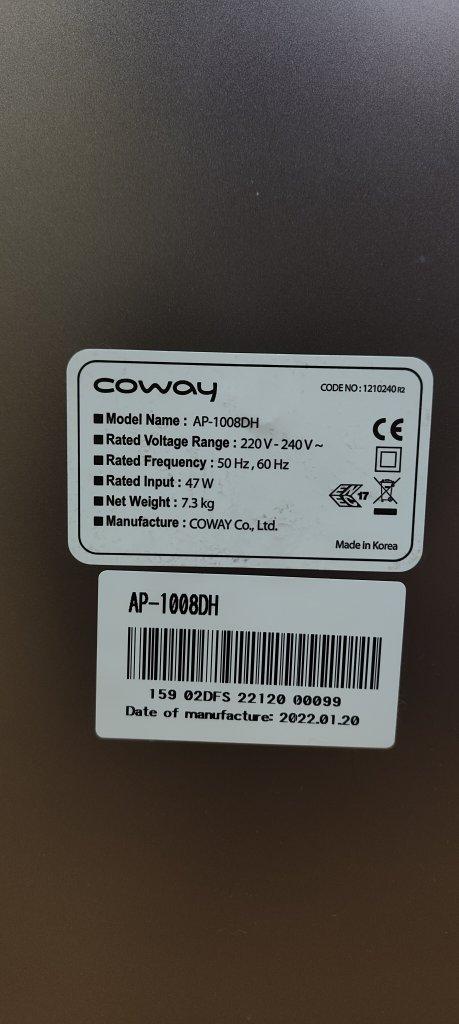 coway
CODE NO : 1210240 R2
■ Model Name : AP-1008DH
■ Rated Voltage Range : 220 V - 240 V ~
■ Rated Frequency : 50 Hz , 60 Hz
■ Rated Input : 47 W
■ Net Weight : 7.3 kg
■ Manufacture : COWAY Co., Ltd.
CE
17
Made in Korea
AP-1008DH
159 02DFS 22120 00099
Date of manufacture: 2022.01.20